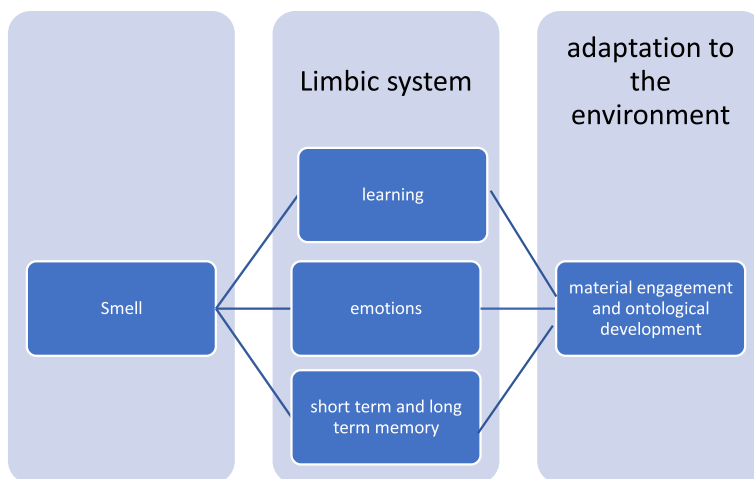 Limbic system
adaptation to
the
environment
learning
Smell
emotions
material engagement
and ontological
development
short term and long
term memory